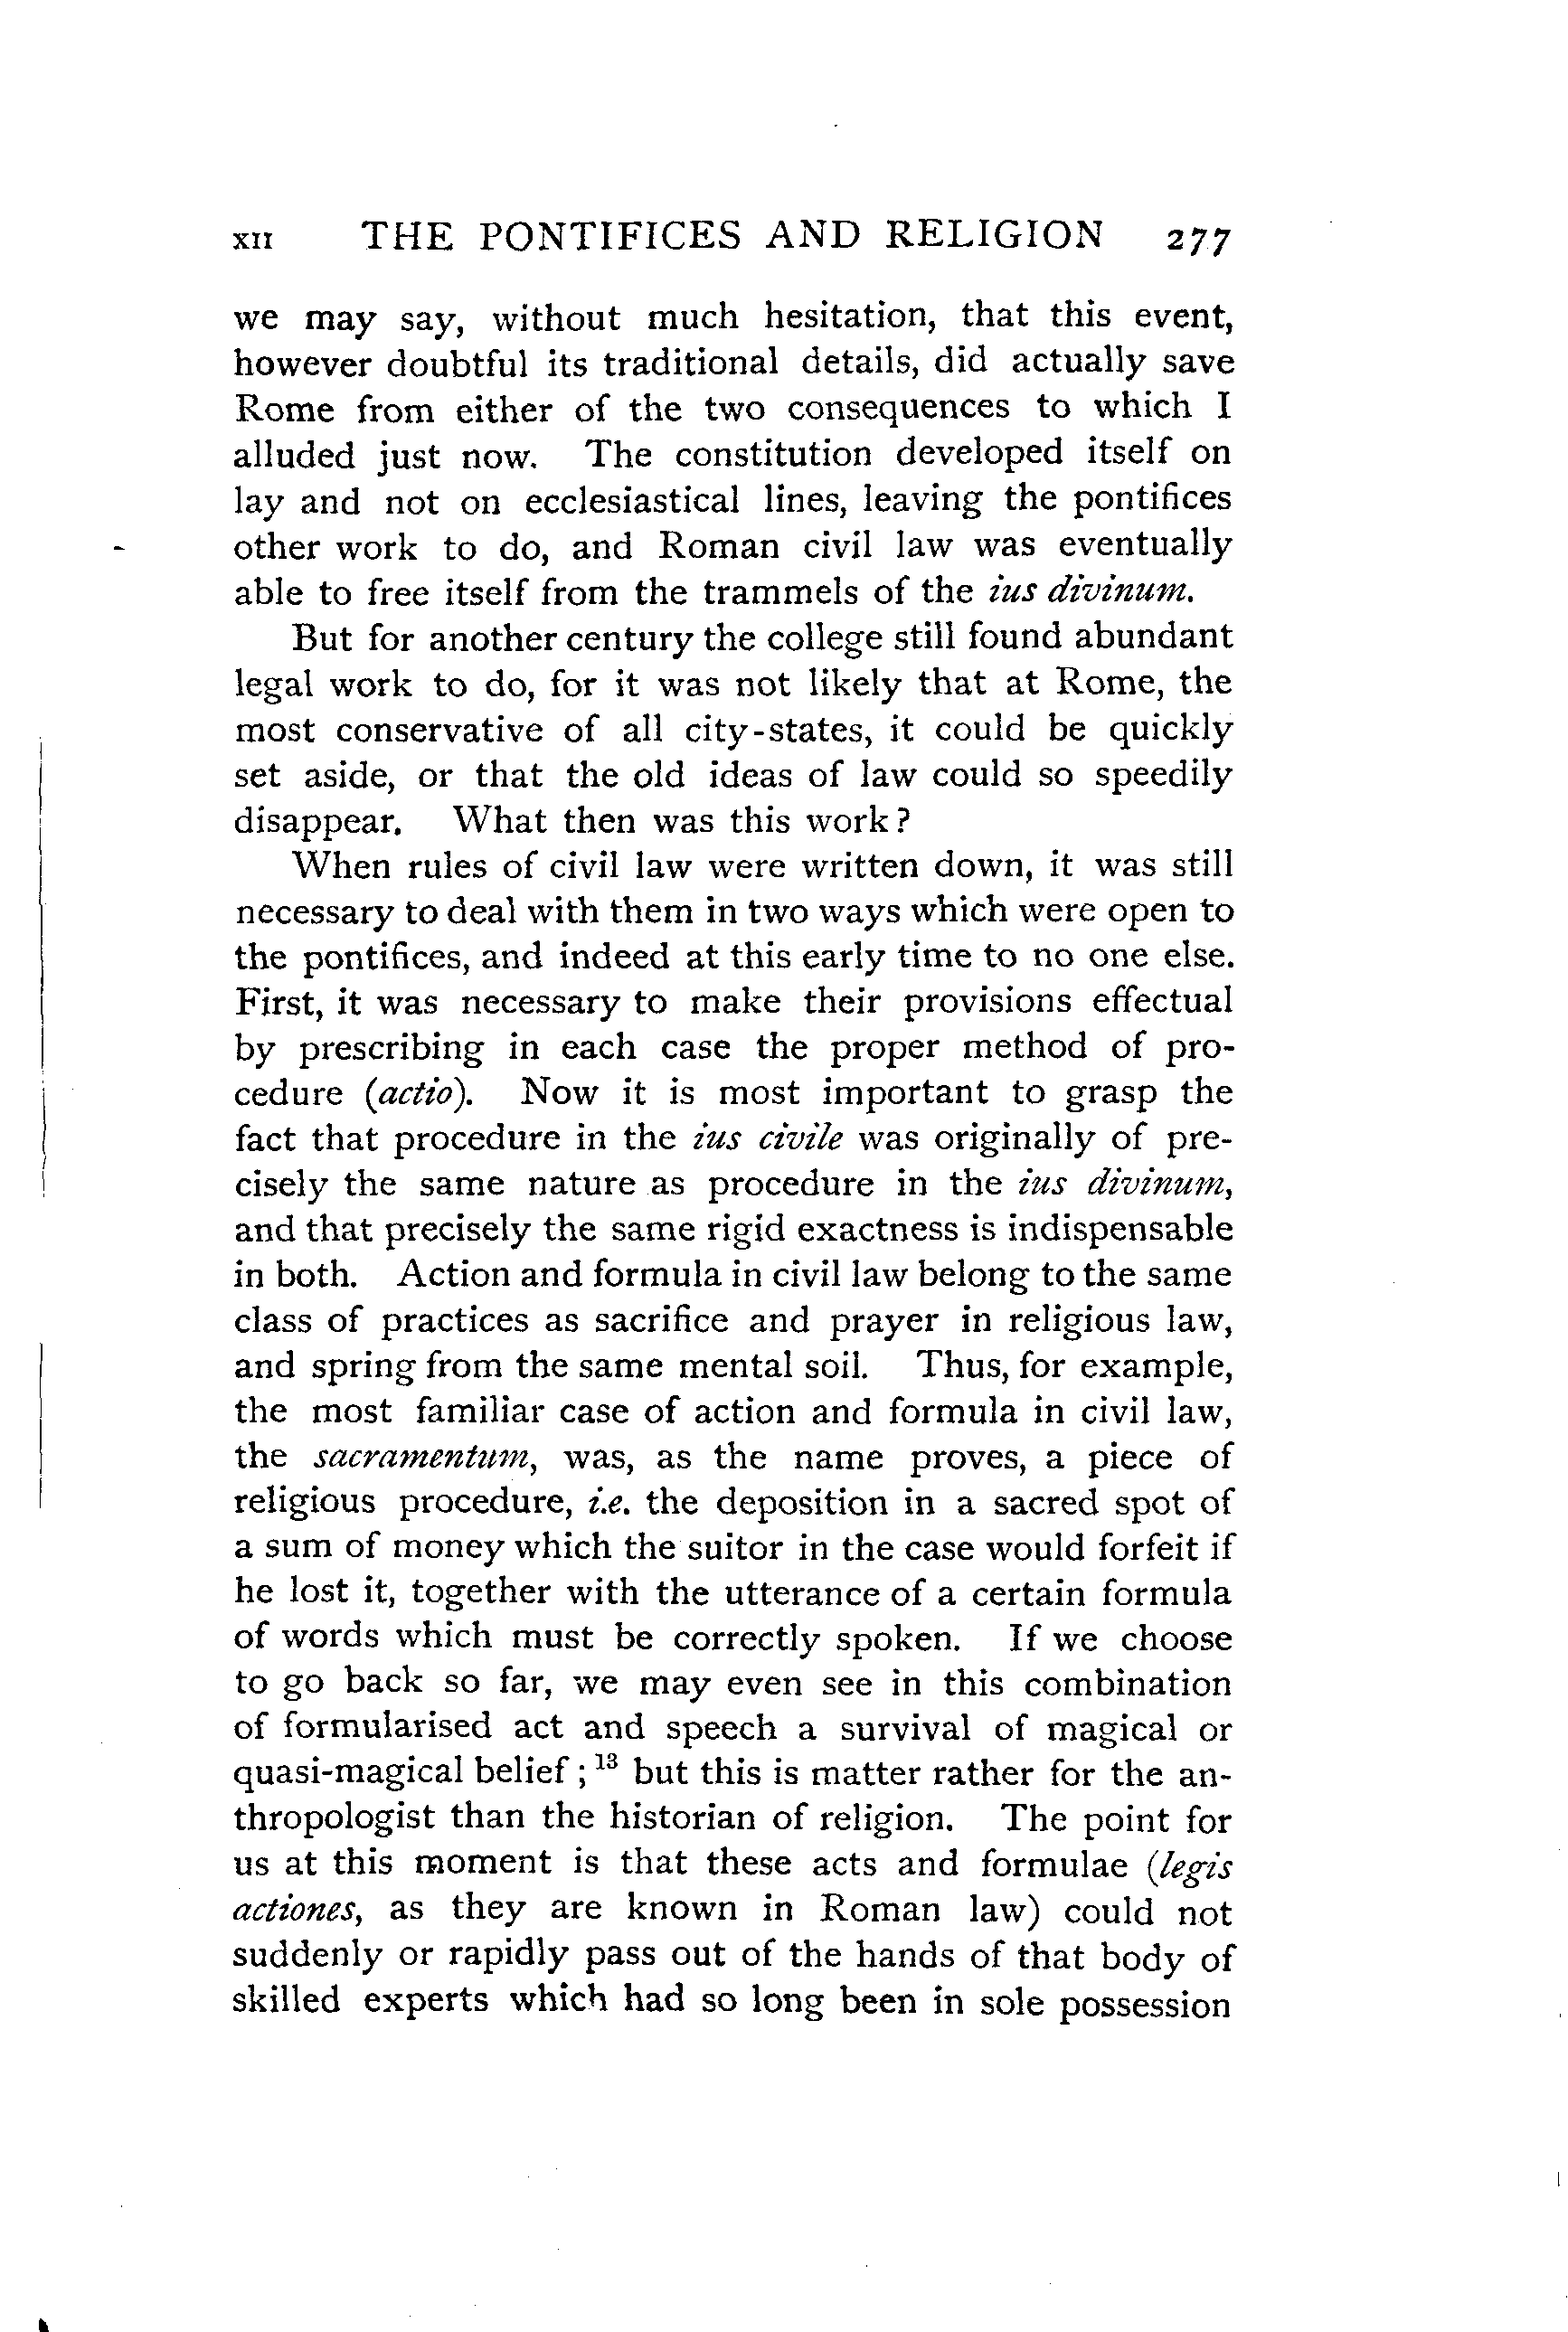 XII THE PONTIFICES AND RELIGION 277
we may say, without much hesitation, that this event,
however doubtful its traditional details, did actually save
Rome from either of the two consequences to which I
alluded just now. The constitution developed itself on
lay and not on ecclesiastical lines, leaving the pontifices
other work to do, and Roman civil law was eventually
able to free itself from the trammels of the ius divinum.
But for another century the college still found abundant
legal work to do, for it was not likely that at Rome, the
most conservative of all city-states, it could be quickly
set aside, or that the old ideas of law could so speedily
disappear. What then was this work?
When rules of civil law were written down, it was still
necessary to deal with them in two ways which were open to
the pontifices, and indeed at this early time to no one else.
First, it was necessary to make their provisions effectual
by prescribing in each case the proper method of pro-
cedure (actio). Now it is most important to grasp the
fact that procedure in the ius civile was originally of pre-
cisely the same nature as procedure in the ius divinum,
and that precisely the same rigid exactness is indispensable
in both. Action and formula in civil law belong to the same
class of practices as sacrifice and prayer in religious law,
and spring from the same mental soil. Thus, for example,
the most familiar case of action and formula in civil law,
the sacramentum, was, as the name proves, a piece of
religious procedure, i.e. the deposition in a sacred spot of
a sum of money which the suitor in the case would forfeit if
he lost it, together with the utterance of a certain formula
of words which must be correctly spoken. If we choose
to go back so far, we may even see in this combination
of formularised act and speech a survival of magical or
quasi-magical belief;¹³ but this is matter rather for the an-
thropologist than the historian of religion. The point for
us at this moment is that these acts and formulae (legis
actiones, as they are known in Roman law) could not
suddenly or rapidly pass out of the hands of that body of
skilled experts which had so long been in sole possession